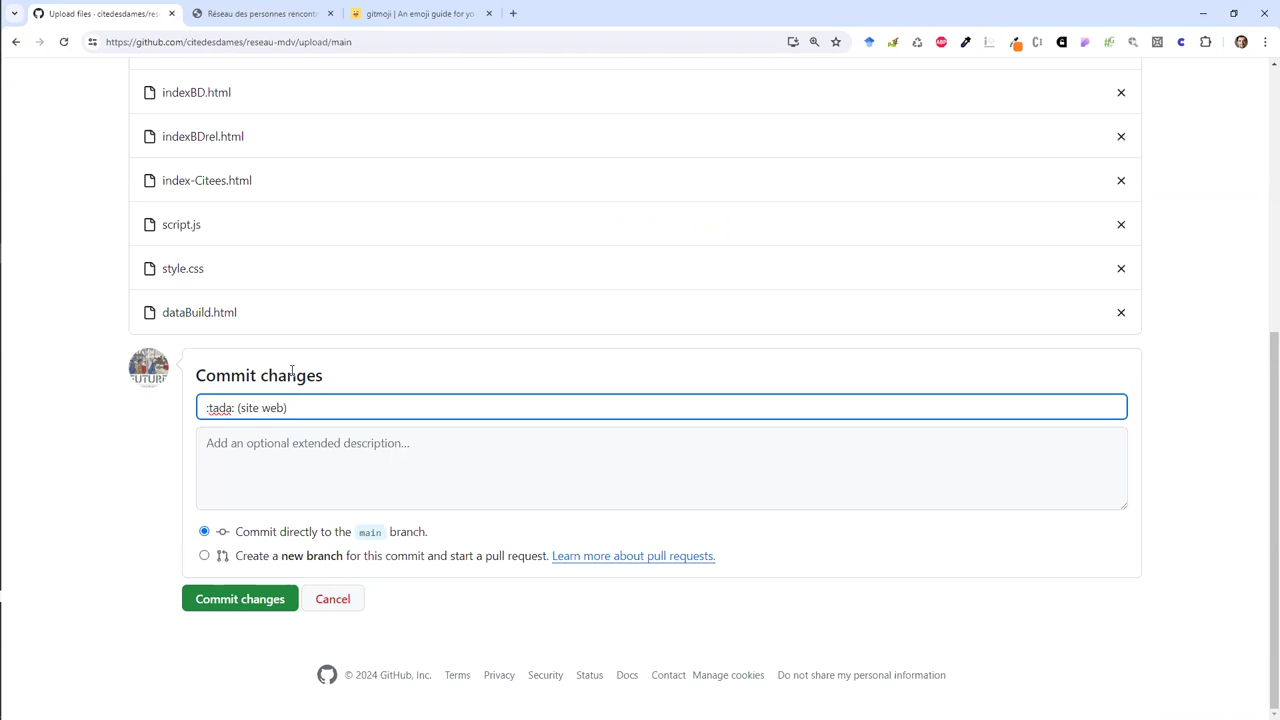 Upload files · citedesdames/res
Réseau des personnes rencont
gitmoji | An emoji guide for yo
https://github.com/citedesdames/reseau-mdv/upload/main
indexBD.html
indexBDrel.html
index-Citees.html
script.js
style.css
dataBuild.html
Commit changes
:tada: (site web)
Add an optional extended description...
Commit directly to the main branch.
Create a new branch for this commit and start a pull request. Learn more about pull requests.
Commit changes Cancel
© 2024 GitHub, Inc. Terms Privacy Security Status Docs Contact Manage cookies Do not share my personal information